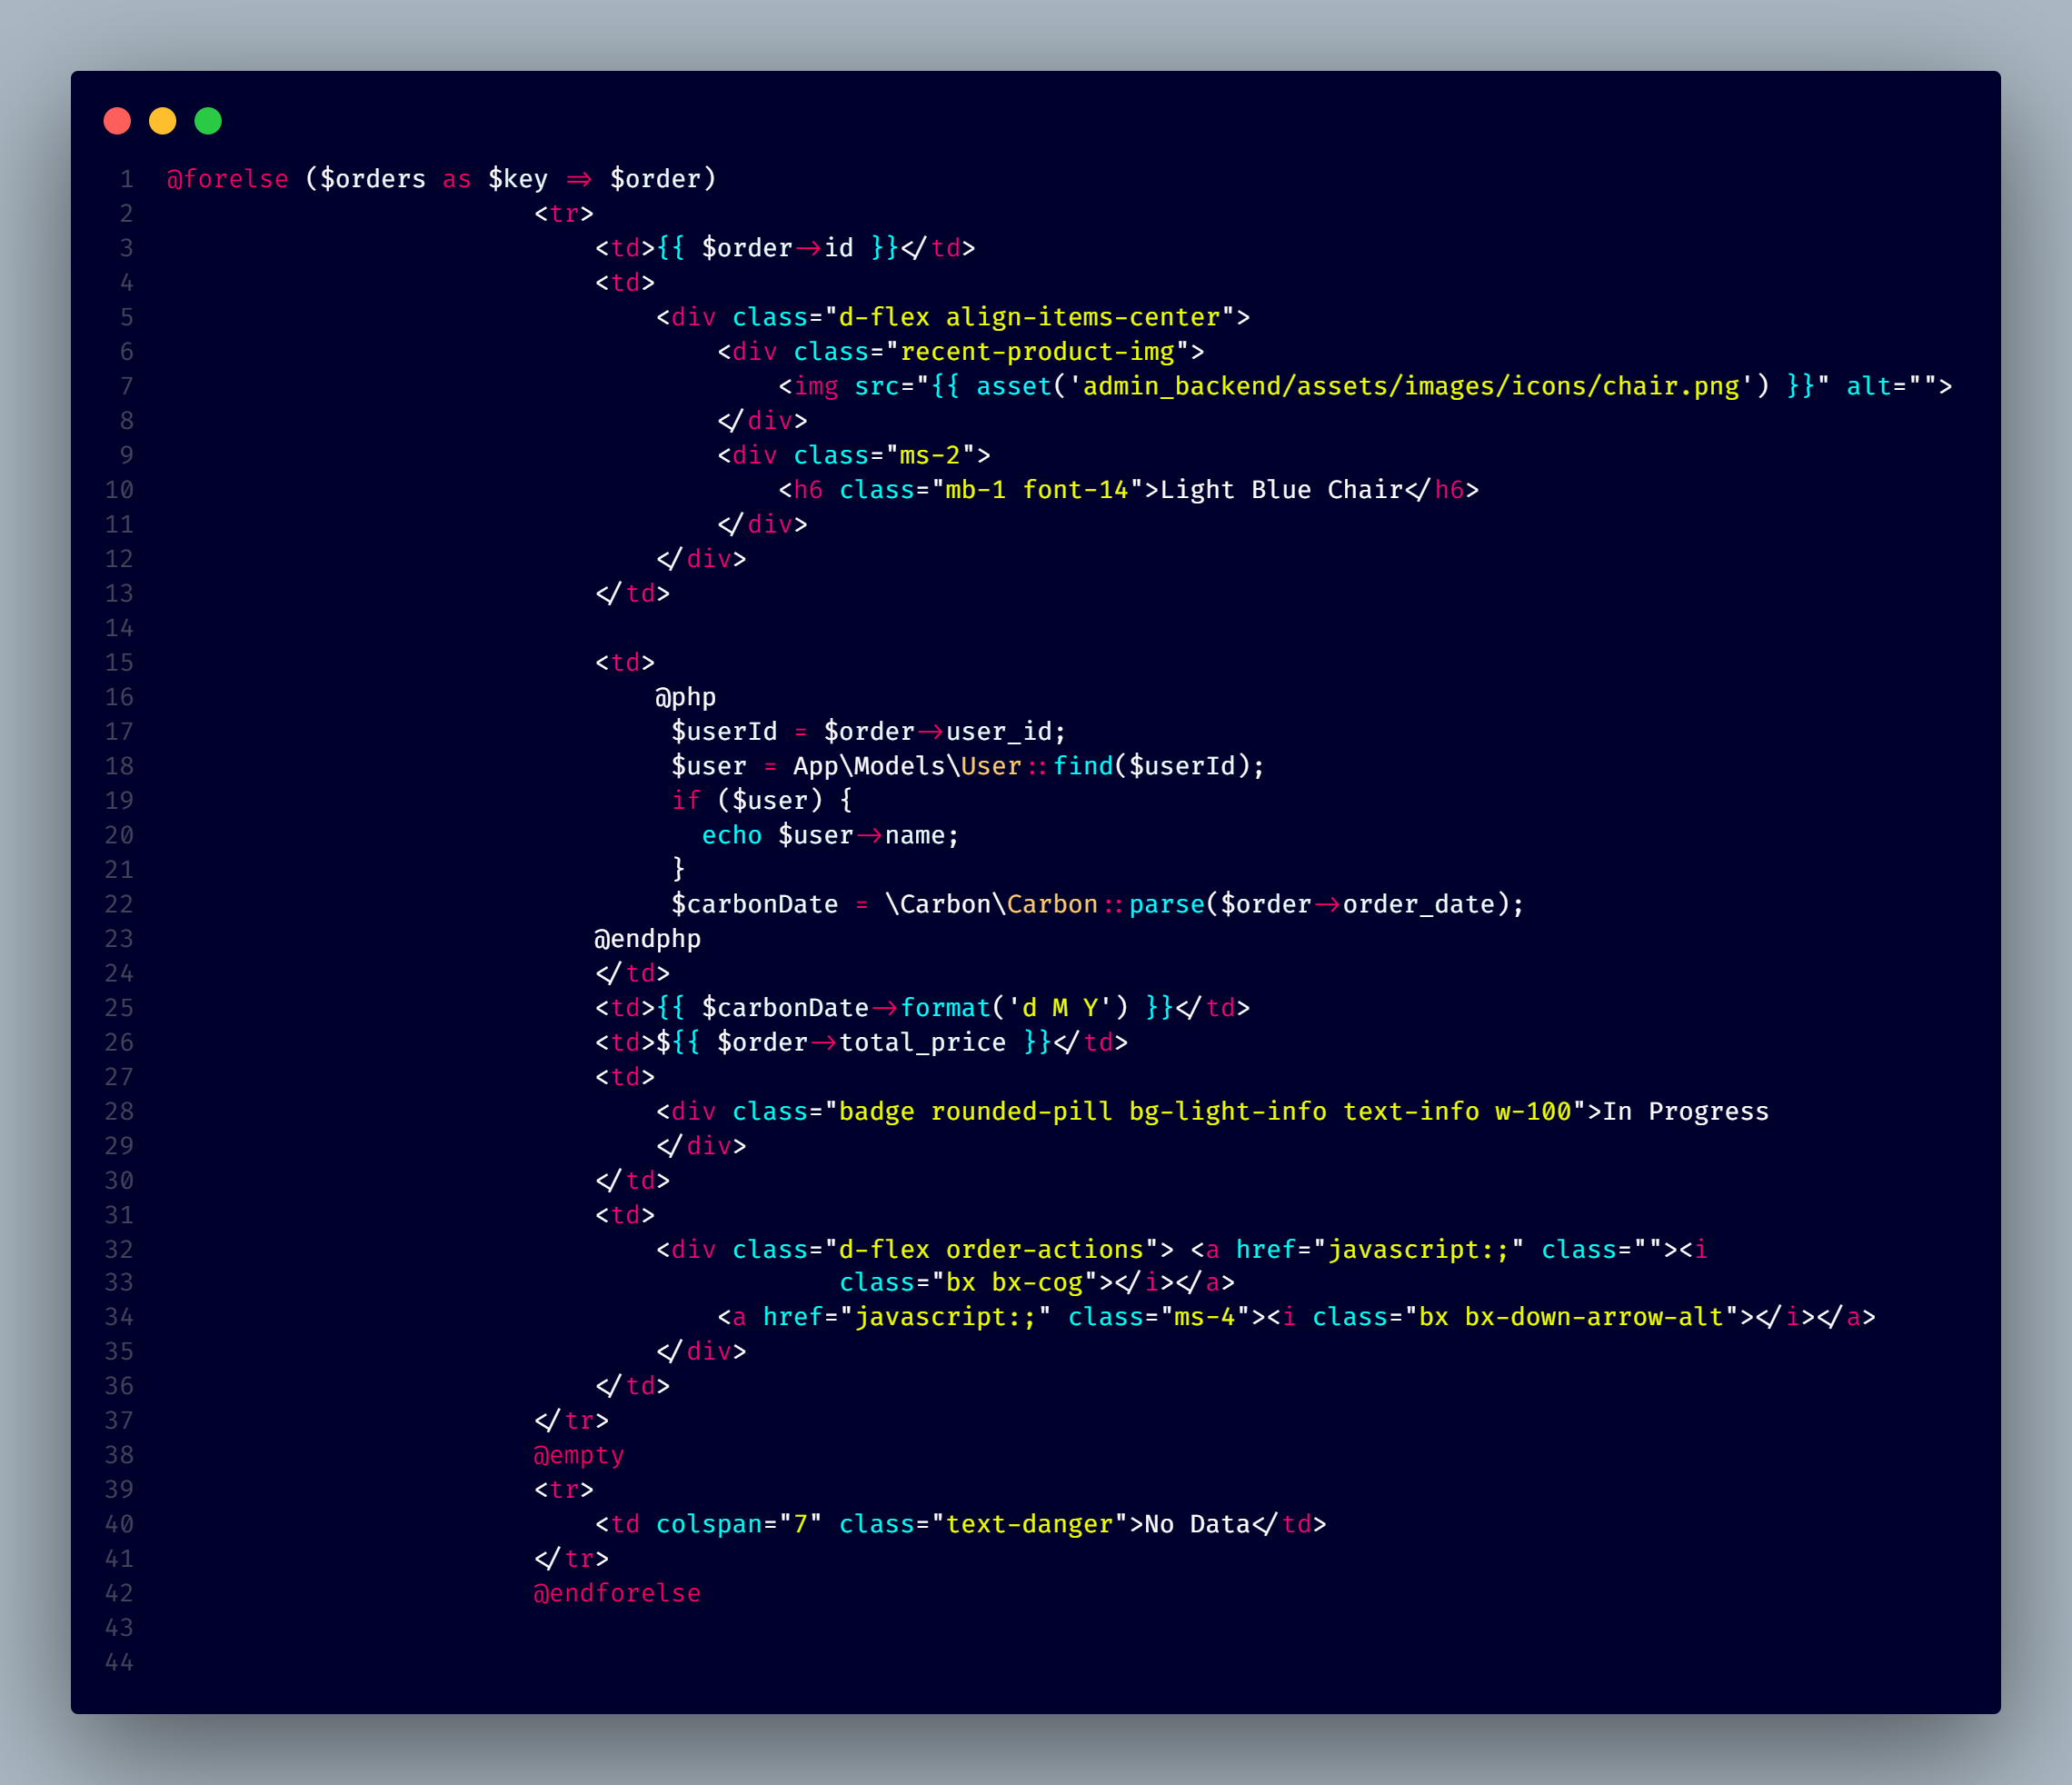 1 @forelse ($orders as $key => $order)
2 <tr>
3 <td>{{ $order->id }}</td>
4 <td>
5 <div class="d-flex align-items-center">
6 <div class="recent-product-img">
7 <img src="{{ asset('admin_backend/assets/images/icons/chair.png') }}" alt="">
8 </div>
9 <div class="ms-2">
10 <h6 class="mb-1 font-14">Light Blue Chair</h6>
11 </div>
12 </div>
13 </td>
14
15 <td>
16 @php
17 $userId = $order->user_id;
18 $user = App\Models\User::find($userId);
19 if ($user) {
20 echo $user->name;
21 }
22 $carbonDate = \Carbon\Carbon::parse($order->order_date);
23 @endphp
24 </td>
25 <td>{{ $carbonDate->format('d M Y') }}</td>
26 <td>${{ $order->total_price }}</td>
27 <td>
28 <div class="badge rounded-pill bg-light-info text-info w-100">In Progress
29 </div>
30 </td>
31 <td>
32 <div class="d-flex order-actions"> <a href="javascript:;" class=""><i
33 class="bx bx-cog"></i></a>
34 <a href="javascript:;" class="ms-4"><i class="bx bx-down-arrow-alt"></i></a>
35 </div>
36 </td>
37 </tr>
38 @empty
39 <tr>
40 <td colspan="7" class="text-danger">No Data</td>
41 </tr>
42 @endforelse
43
44